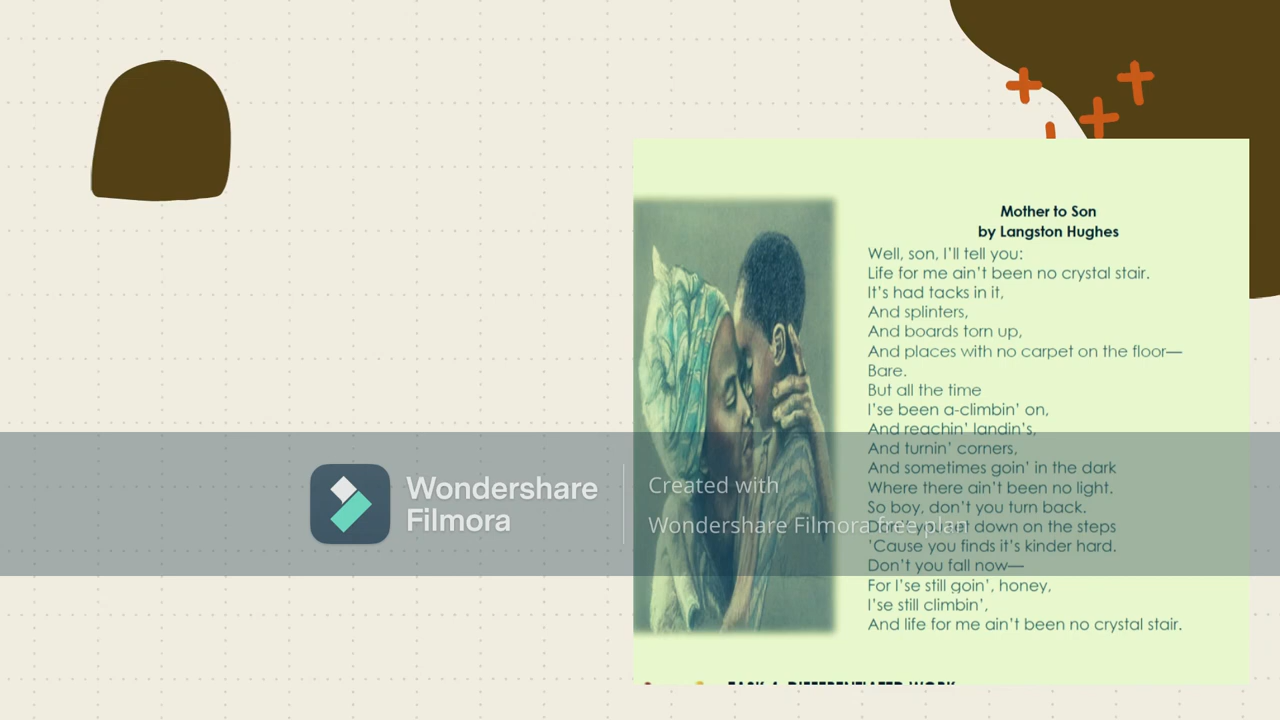 Mother to Son
by Langston Hughes
Well, son, I'll tell you:
Life for me ain't been no crystal stair.
It's had tacks in it,
And splinters,
And boards torn up,
And places with no carpet on the floor—
Bare.
But all the time
I'se been a-climbin' on,
And reachin' landin's,
And turnin' corners,
And sometimes goin' in the dark
Where there ain't been no light.
So boy, don't you turn back.
Don't you set down on the steps
'Cause you finds it's kinder hard.
Don't you fall now—
For I'se still goin', honey,
I'se still climbin',
And life for me ain't been no crystal stair.
Wondershare
Filmora
Created with
Wondershare Filmora free plan